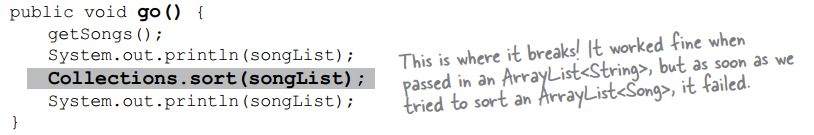 public void go() {
getSongs();
System.out.println(songList);
Collections.sort(songList);
System.out.println(songList);
}
This is where it breaks! It worked fine when
passed in an ArrayList<String>, but as soon as we
tried to sort an ArrayList<Song>, it failed.